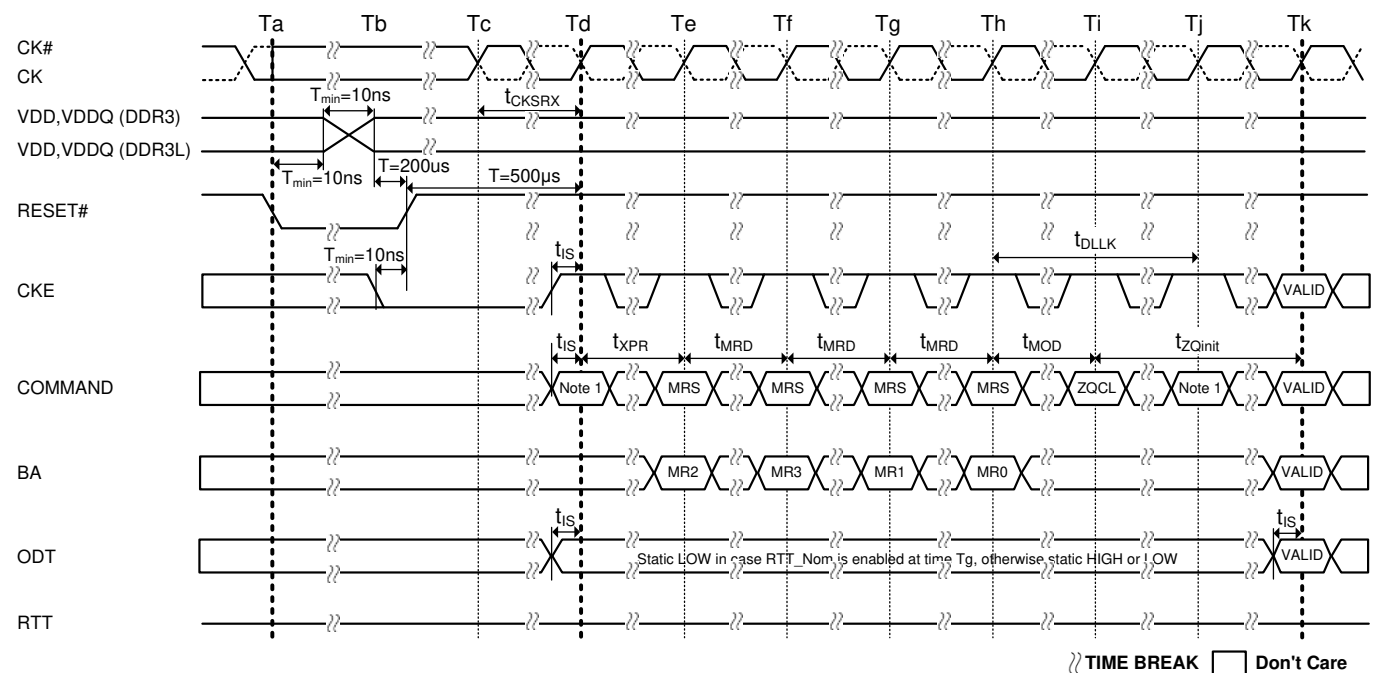 Ta Tb Tc Td Te Tf Tg Th Ti Tj Tk
CK#
CK
Tmin=10ns
tCKSRX
VDD,VDDQ (DDR3)
VDD,VDDQ (DDR3L)
T=200us
Tmin=10ns
T=500µs
RESET#
Tmin=10ns
tIS
tDLLK
CKE
VALID
tIS tXPR tMRD tMRD tMRD tMOD tZQinit
COMMAND
Note 1 MRS MRS MRS MRS ZQCL Note 1 VALID
BA
MR2 MR3 MR1 MR0 VALID
tIS tIS
ODT
Static LOW in case RTT_Nom is enabled at time Tg, otherwise static HIGH or LOW
VALID
RTT
TIME BREAK Don't Care